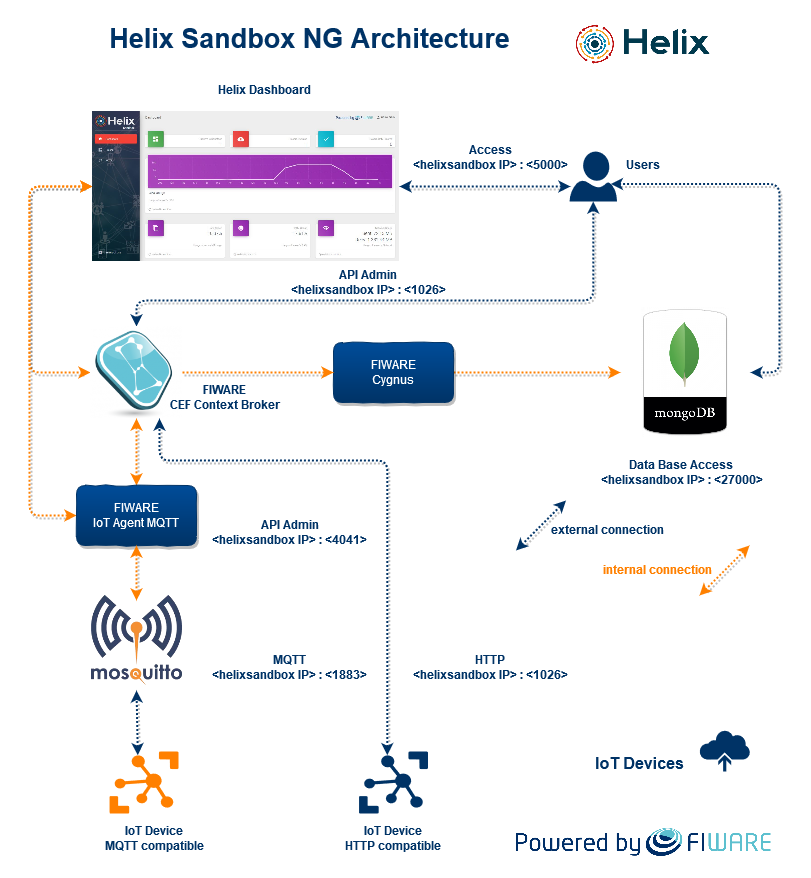 Helix Sandbox NG Architecture
Helix
Helix Dashboard
Helix
Access
<helixsandbox IP> : <5000>
Users
API Admin
<helixsandbox IP> : <1026>
FIWARE
CEF Context Broker
FIWARE
Cygnus
mongoDB
Data Base Access
<helixsandbox IP> : <27000>
FIWARE
IoT Agent MQTT
API Admin
<helixsandbox IP> : <4041>
external connection
internal connection
mosquitto
MQTT
<helixsandbox IP> : <1883>
HTTP
<helixsandbox IP> : <1026>
IoT Devices
IoT Device
MQTT compatible
IoT Device
HTTP compatible
Powered by FIWARE